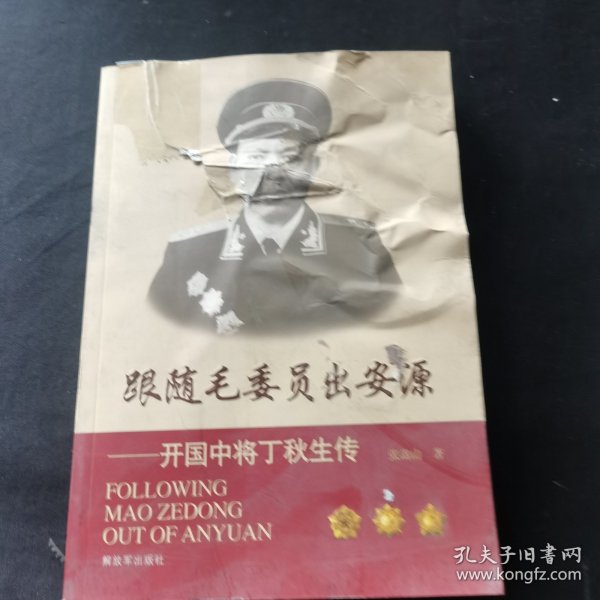 跟随毛委员出安源
——开国中将丁秋生传
著
FOLLOWING
MAO ZEDONG
OUT OF ANYUAN
解放军出版社
孔夫子旧书网
www.kongfz.com